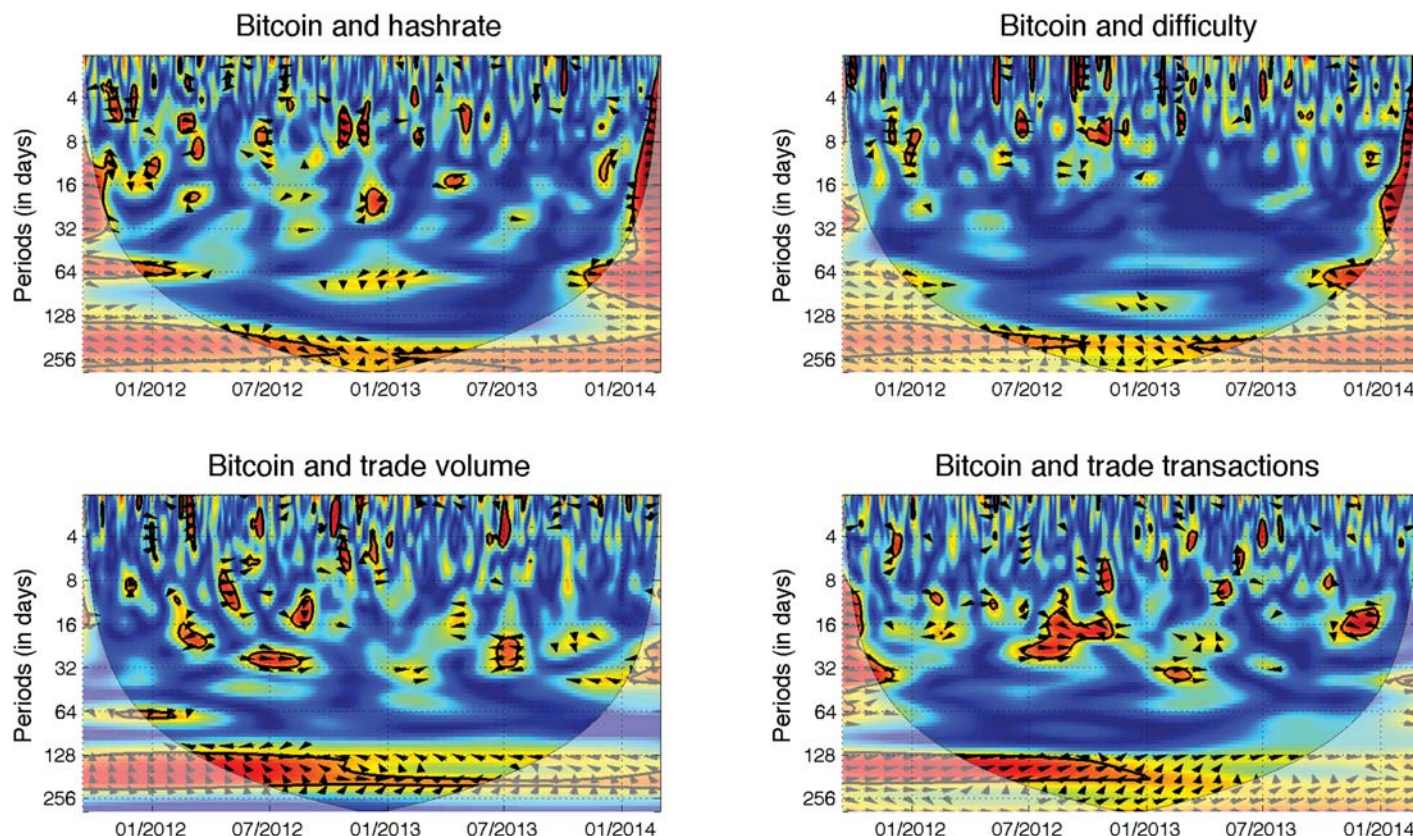 Bitcoin and hashrate
Bitcoin and difficulty
Periods (in days)
4
8
16
32
64
128
256
01/2012 07/2012 01/2013 07/2013 01/2014
Periods (in days)
4
8
16
32
64
128
256
01/2012 07/2012 01/2013 07/2013 01/2014
Bitcoin and trade volume
Bitcoin and trade transactions
Periods (in days)
4
8
16
32
64
128
256
01/2012 07/2012 01/2013 07/2013 01/2014
Periods (in days)
4
8
16
32
64
128
256
01/2012 07/2012 01/2013 07/2013 01/2014